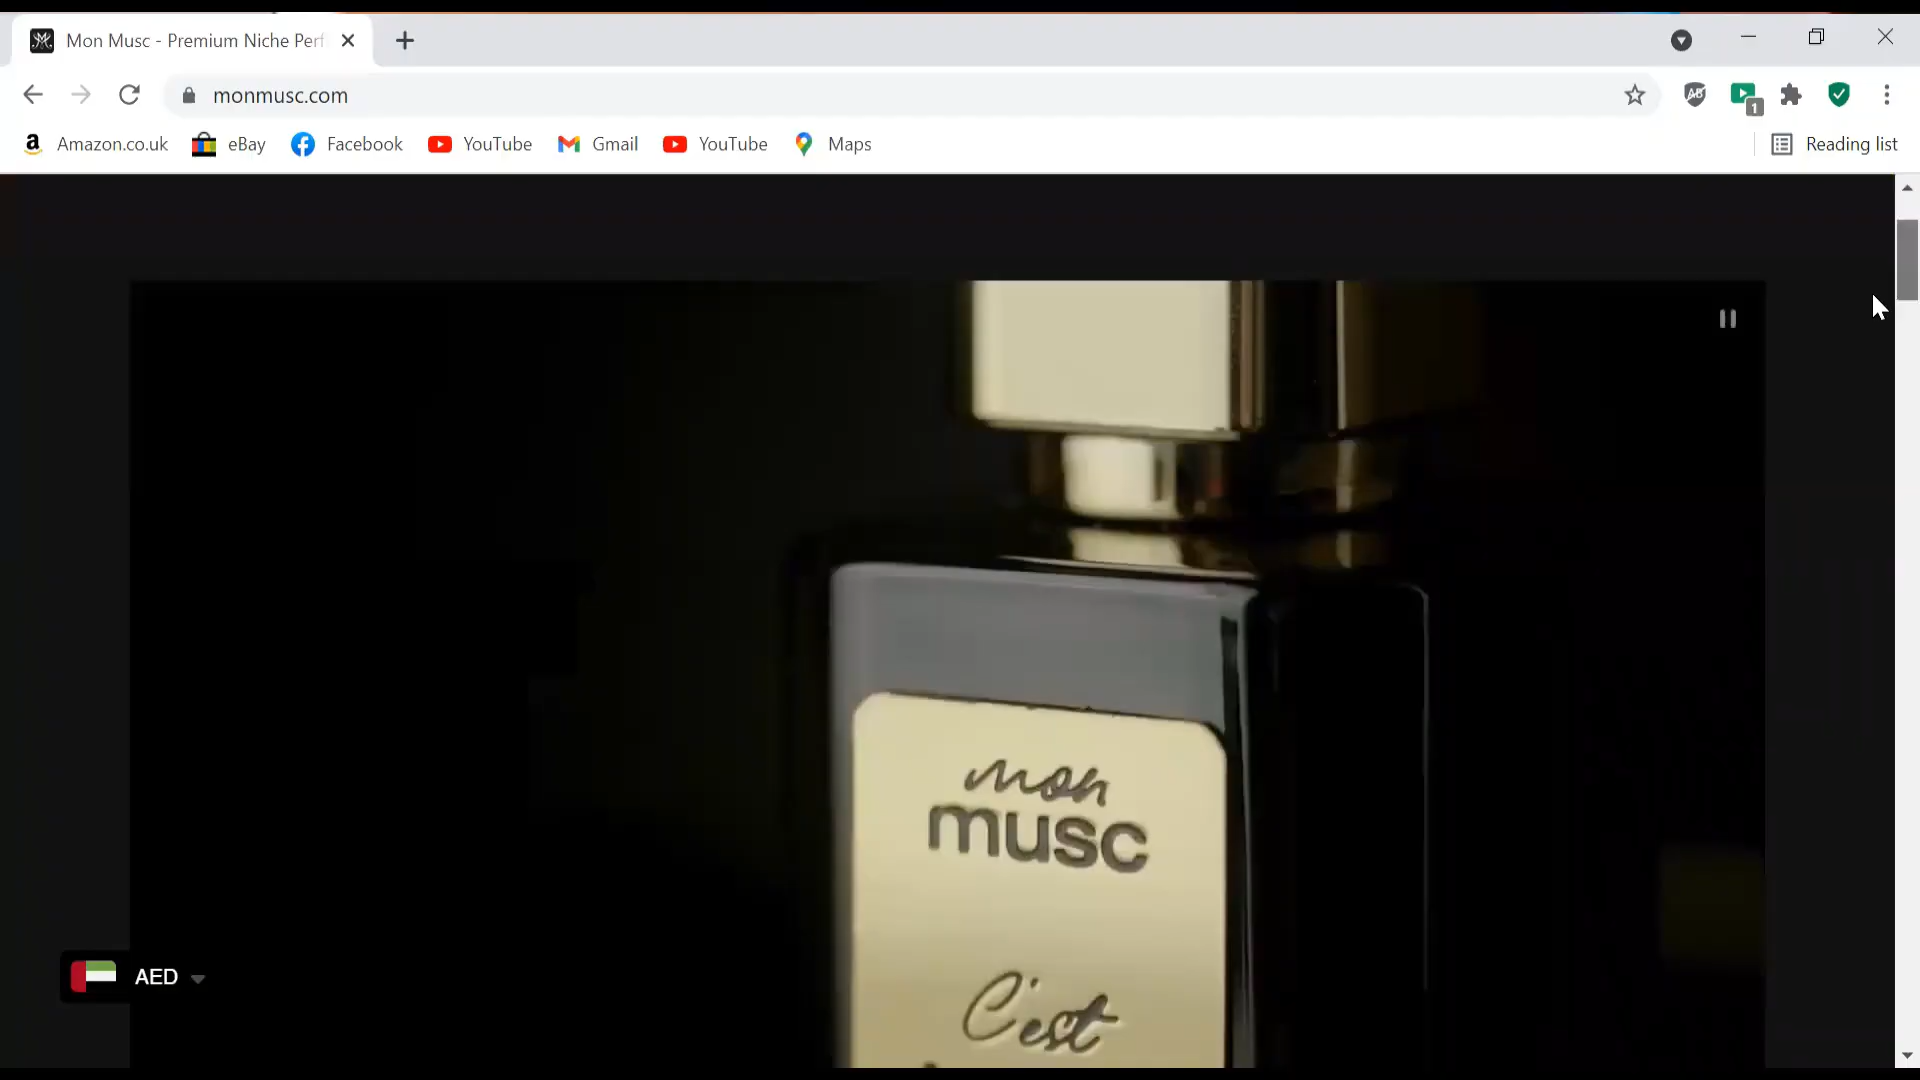 Mon Musc - Premium Niche Perf
monmusc.com
1
Amazon.co.uk
eBay
Facebook
YouTube
Gmail
YouTube
Maps
Reading list
mon
musc
C'est
AED